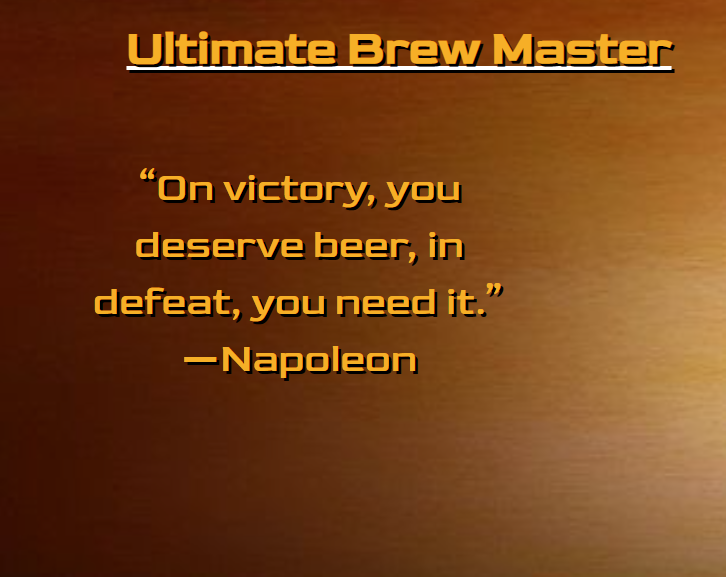 Ultimate Brew Master
“On victory, you
deserve beer, in
defeat, you need it.”
—Napoleon